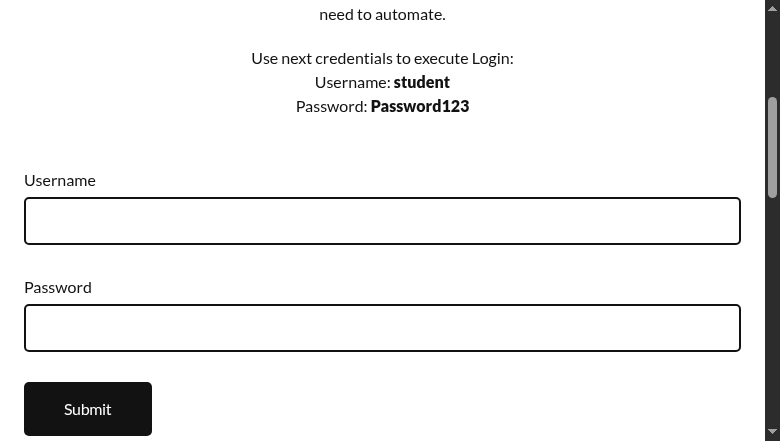 need to automate.
Use next credentials to execute Login:
Username: student
Password: Password123
Username
Password
Submit